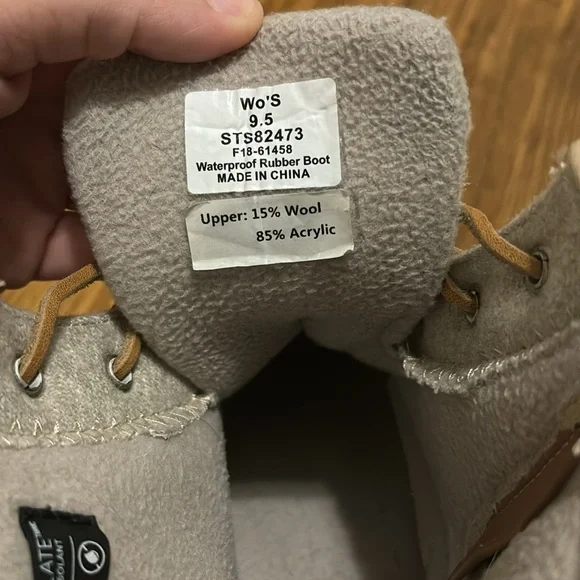 Wo'S
9.5
STS82473
F18-61458
Waterproof Rubber Boot
MADE IN CHINA
Upper: 15% Wool
85% Acrylic